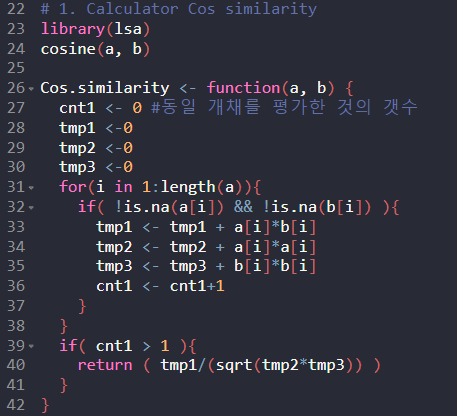 22 # 1. Calculator Cos similarity
23 library(lsa)
24 cosine(a, b)
25
26 Cos.similarity <- function(a, b) {
27   cnt1 <- 0 #동일 개채를 평가한 것의 갯수
28   tmp1 <-0
29   tmp2 <-0
30   tmp3 <-0
31   for(i in 1:length(a)){
32     if( !is.na(a[i]) && !is.na(b[i]) ){
33       tmp1 <- tmp1 + a[i]*b[i]
34       tmp2 <- tmp2 + a[i]*a[i]
35       tmp3 <- tmp3 + b[i]*b[i]
36       cnt1 <- cnt1+1
37     }
38   }
39   if( cnt1 > 1 ){
40     return ( tmp1/(sqrt(tmp2*tmp3)) )
41   }
42 }